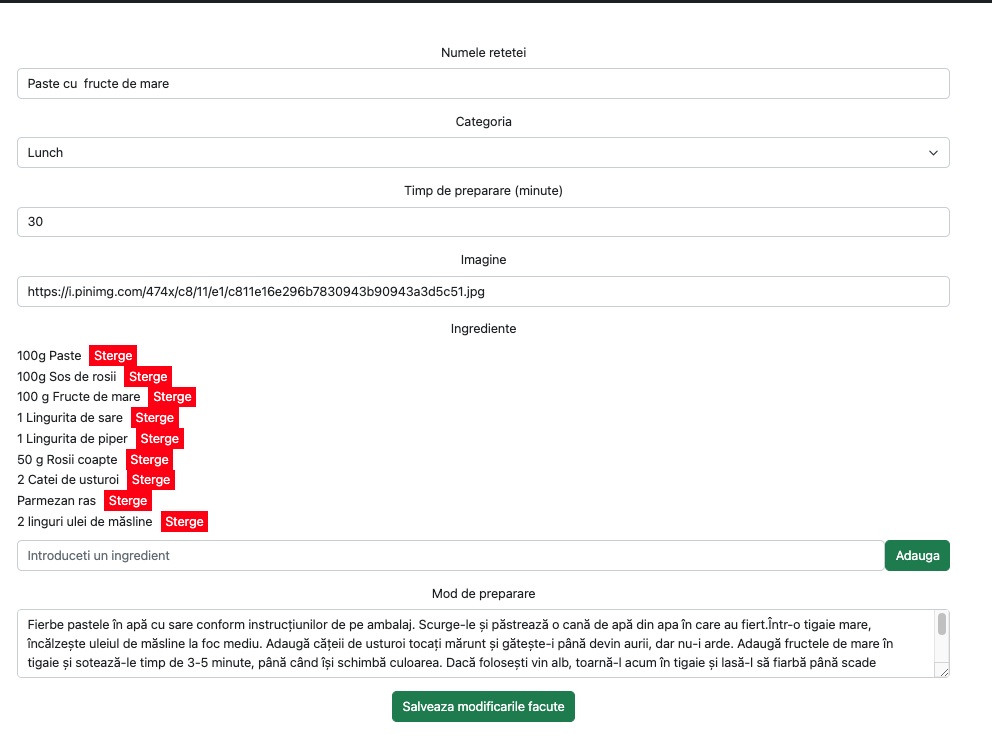 Numele retetei
Paste cu  fructe de mare
Categoria
Lunch
Timp de preparare (minute)
30
Imagine
https://i.pinimg.com/474x/c8/11/e1/c811e16e296b7830943b90943a3d5c51.jpg
Ingrediente
100g Paste Sterge
100g Sos de rosii Sterge
100 g Fructe de mare Sterge
1 Lingurita de sare Sterge
1 Lingurita de piper Sterge
50 g Rosii coapte Sterge
2 Catei de usturoi Sterge
Parmezan ras Sterge
2 linguri ulei de măsline Sterge
Introduceti un ingredient Adauga
Mod de preparare
Fierbe pastele în apă cu sare conform instrucțiunilor de pe ambalaj. Scurge-le și păstrează o cană de apă din apa în care au fiert.Într-o tigaie mare,
încălzește uleiul de măsline la foc mediu. Adaugă căței de usturoi tocați mărunt și gătește-i până devin aurii, dar nu-i arde. Adaugă fructele de mare în
tigaie și sotează-le timp de 3-5 minute, până când își schimbă culoarea. Dacă folosești vin alb, toarnă-l acum în tigaie și lasă-l să fiarbă până scade
Salveaza modificarile facute